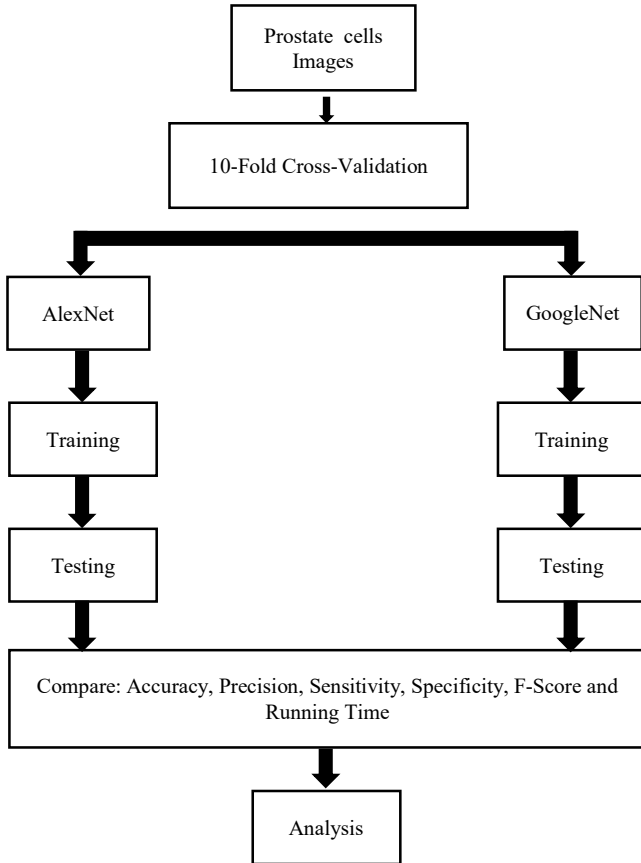 Prostate cells
Images
10-Fold Cross-Validation
AlexNet
GoogleNet
Training
Training
Testing
Testing
Compare: Accuracy, Precision, Sensitivity, Specificity, F-Score and
Running Time
Analysis